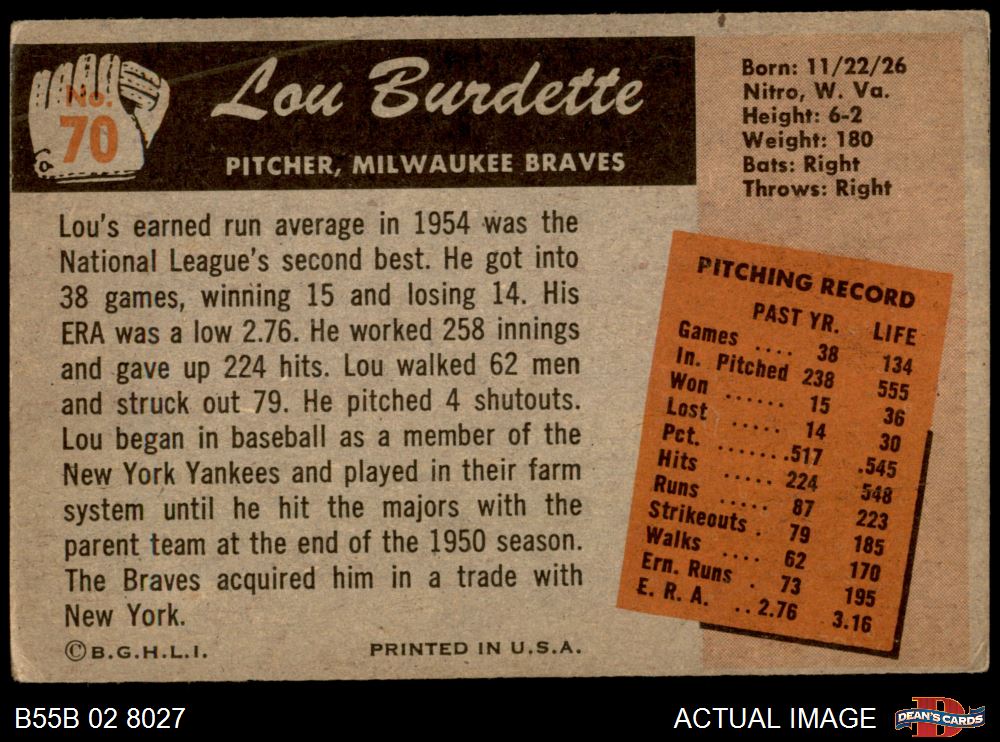 No.
70
Lou Burdette
PITCHER, MILWAUKEE BRAVES
Born: 11/22/26
Nitro, W. Va.
Height: 6-2
Weight: 180
Bats: Right
Throws: Right
Lou's earned run average in 1954 was the
National League's second best. He got into
38 games, winning 15 and losing 14. His
ERA was a low 2.76. He worked 258 innings
and gave up 224 hits. Lou walked 62 men
and struck out 79. He pitched 4 shutouts.
Lou began in baseball as a member of the
New York Yankees and played in their farm
system until he hit the majors with the
parent team at the end of the 1950 season.
The Braves acquired him in a trade with
New York.
©B.G.H.L.I.
PRINTED IN U.S.A.
PITCHING RECORD
PAST YR. LIFE
Games .... 38 134
In. Pitched 238 555
Won ...... 15 36
Lost ..... 14 30
Pct. .......517 .545
Hits ..... 224 548
Runs ..... 87 223
Strikeouts . 79 185
Walks .... 62 170
Ern. Runs . 73 195
E. R. A. ..2.76 3.16
B55B 02 8027
ACTUAL IMAGE
D
DEAN'S CARDS